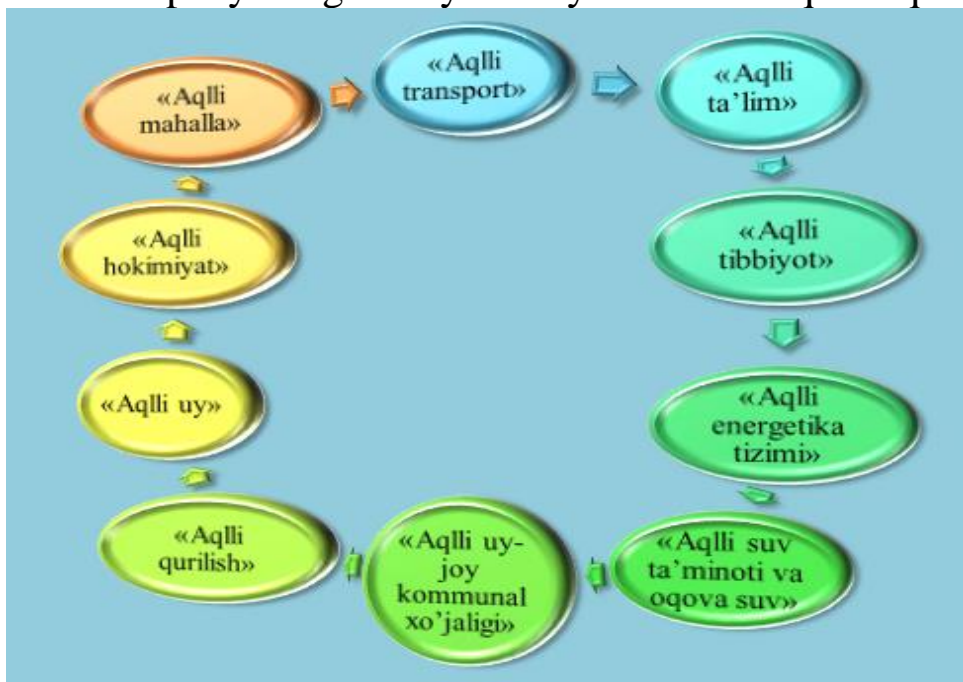 «Aqlli
transport»
«Aqlli
ta’lim»
«Aqlli
tibbiyot»
«Aqlli
energetika
tizimi»
«Aqlli suv
ta’minoti va
oqova suv»
«Aqlli uy-
joy
kommunal
xo’jaligi»
«Aqlli
qurilish»
«Aqlli uy»
«Aqlli
hokimiyat»
«Aqlli
mahalla»